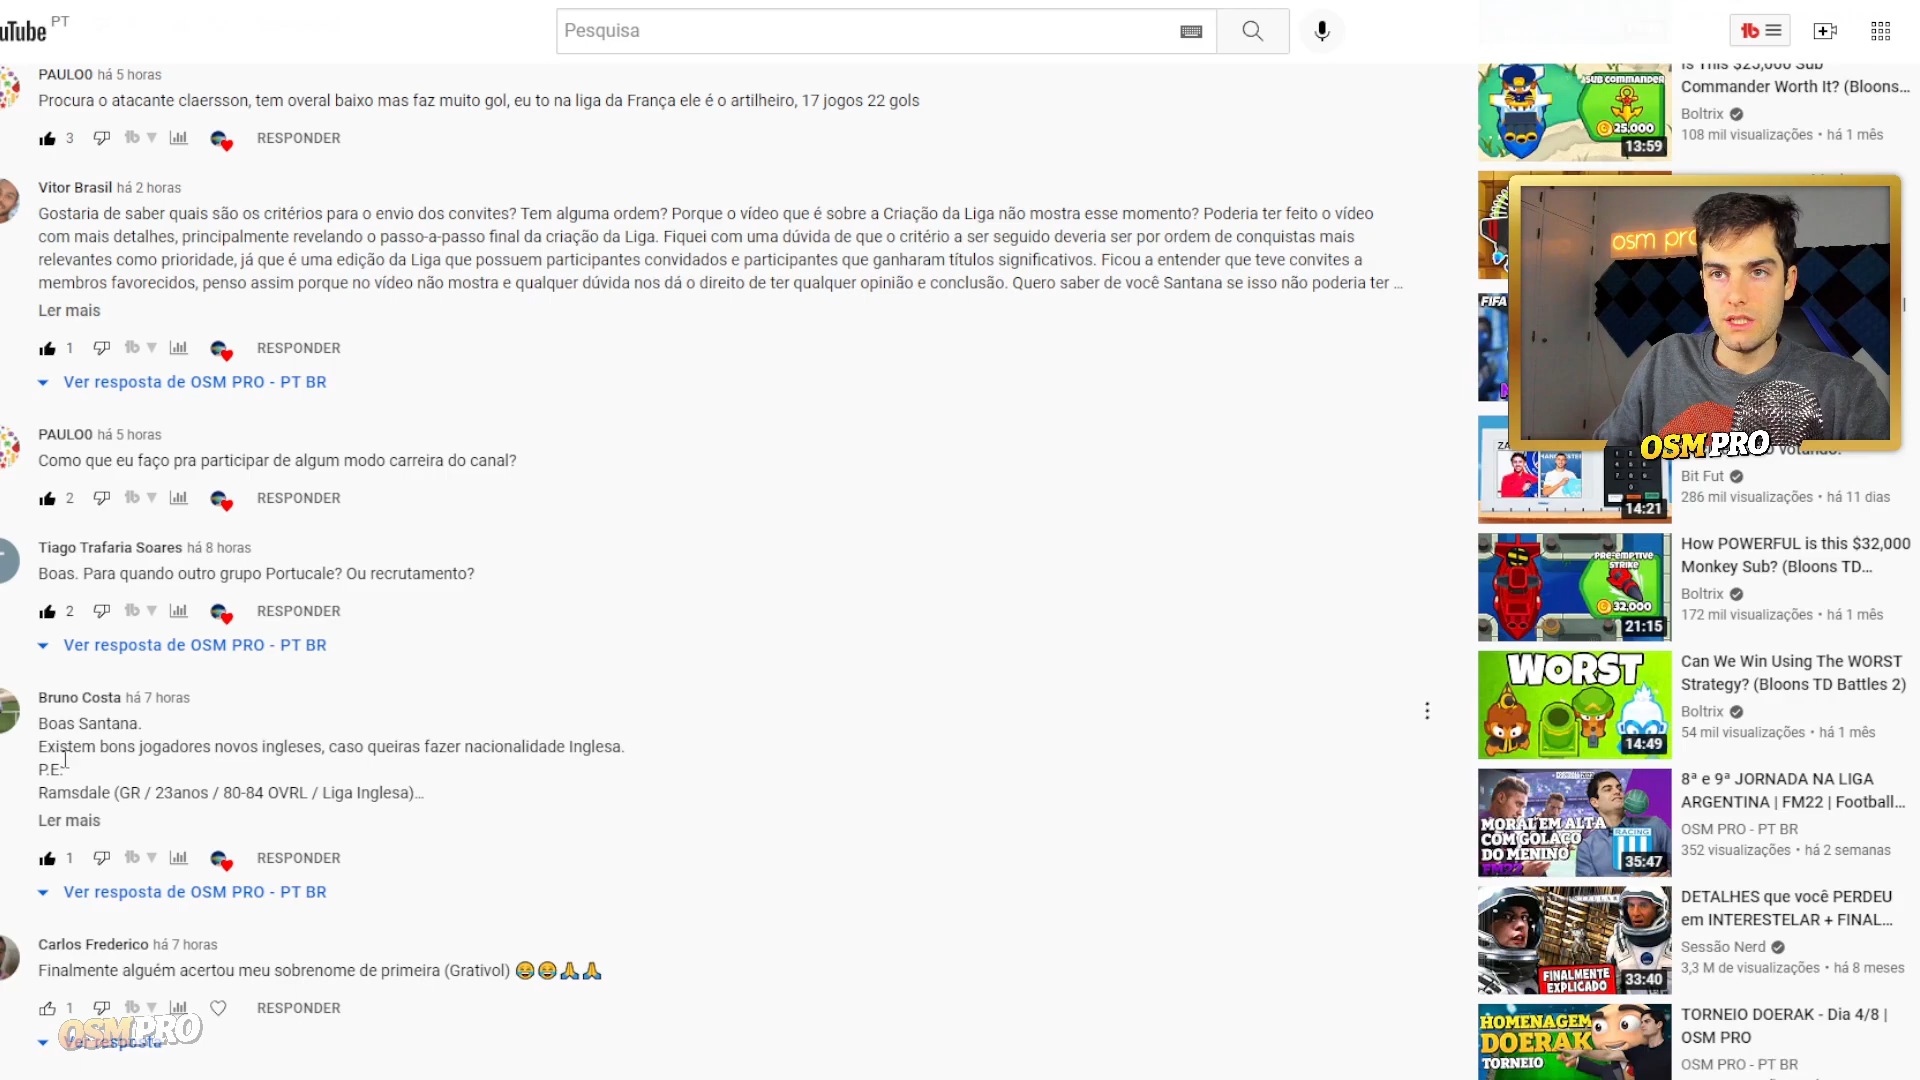 uTube PT
Pesquisa
PAULO0 há 5 horas
Procura o atacante claersson, tem overal baixo mas faz muito gol, eu to na liga da França ele é o artilheiro, 17 jogos 22 gols
3 RESPONDER
Vitor Brasil há 2 horas
Gostaria de saber quais são os critérios para o envio dos convites? Tem alguma ordem? Porque o vídeo que é sobre a Criação da Liga não mostra esse momento? Poderia ter feito o vídeo
com mais detalhes, principalmente revelando o passo-a-passo final da criação da Liga. Fiquei com uma dúvida de que o critério a ser seguido deveria ser por ordem de conquistas mais
relevantes como prioridade, já que é uma edição da Liga que possuem participantes convidados e participantes que ganharam títulos significativos. Ficou a entender que teve convites a
membros favorecidos, penso assim porque no vídeo não mostra e qualquer dúvida nos dá o direito de ter qualquer opinião e conclusão. Quero saber de você Santana se isso não poderia ter ...
Ler mais
1 RESPONDER
Ver resposta de OSM PRO - PT BR
PAULO0 há 5 horas
Como que eu faço pra participar de algum modo carreira do canal?
2 RESPONDER
Tiago Trafaria Soares há 8 horas
Boas. Para quando outro grupo Portucale? Ou recrutamento?
2 RESPONDER
Ver resposta de OSM PRO - PT BR
Bruno Costa há 7 horas
Boas Santana.
Existem bons jogadores novos ingleses, caso queiras fazer nacionalidade Inglesa.
P.E.
Ramsdale (GR / 23anos / 80-84 OVRL / Liga Inglesa)...
Ler mais
1 RESPONDER
Ver resposta de OSM PRO - PT BR
Carlos Frederico há 7 horas
Finalmente alguém acertou meu sobrenome de primeira (Grativol) 😂😂🙏🙏
1 RESPONDER
Ver resposta
OSM PRO
SUB COMMANDER
25,000
13:59
Is This $25,000 Sub
Commander Worth It? (Bloons...
Boltrix
108 mil visualizações • há 1 mês
osm pro
OSM PRO
FIFA
votando!
Bit Fut
286 mil visualizações • há 11 dias
14:21
PRE-EMPTIVE
STRIKE
32,000
21:15
How POWERFUL is this $32,000
Monkey Sub? (Bloons TD...
Boltrix
172 mil visualizações • há 1 mês
WORST
14:49
Can We Win Using The WORST
Strategy? (Bloons TD Battles 2)
Boltrix
54 mil visualizações • há 1 mês
MORAL EM ALTA
COM GOLAÇO
DO MENINO
FM22
RACING
35:47
8ª e 9ª JORNADA NA LIGA
ARGENTINA | FM22 | Football...
OSM PRO - PT BR
352 visualizações • há 2 semanas
FINALMENTE
EXPLICADO
33:40
DETALHES que você PERDEU
em INTERESTELAR + FINAL...
Sessão Nerd
3,3 M de visualizações • há 8 meses
HOMENAGEM
DOERAK
TORNEIO
TORNEIO DOERAK - Dia 4/8 |
OSM PRO
OSM PRO - PT BR